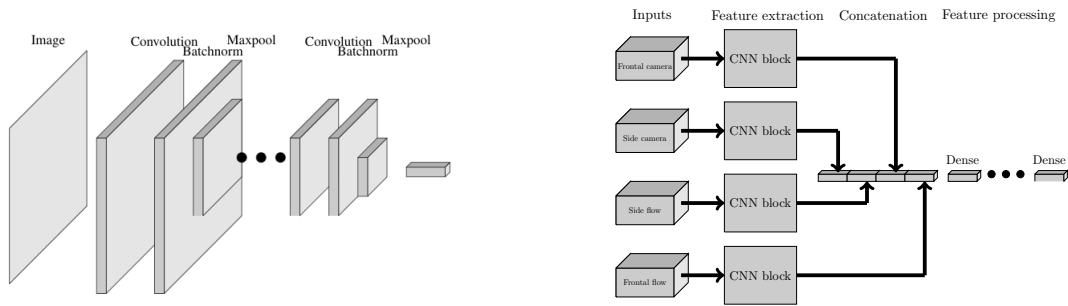 Image
Convolution
Batchnorm
Maxpool
Convolution
Batchnorm
Maxpool
Inputs
Feature extraction
Concatenation
Feature processing
Frontal camera
CNN block
Side camera
CNN block
Side flow
CNN block
Frontal flow
CNN block
Dense
Dense